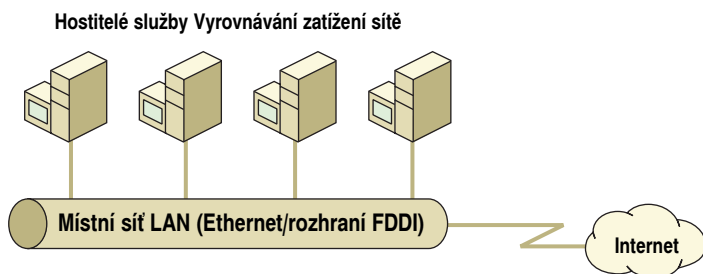 Hostitelé služby Vyrovnávání zatížení sítě
Místní síť LAN (Ethernet/rozhraní FDDI)
Internet